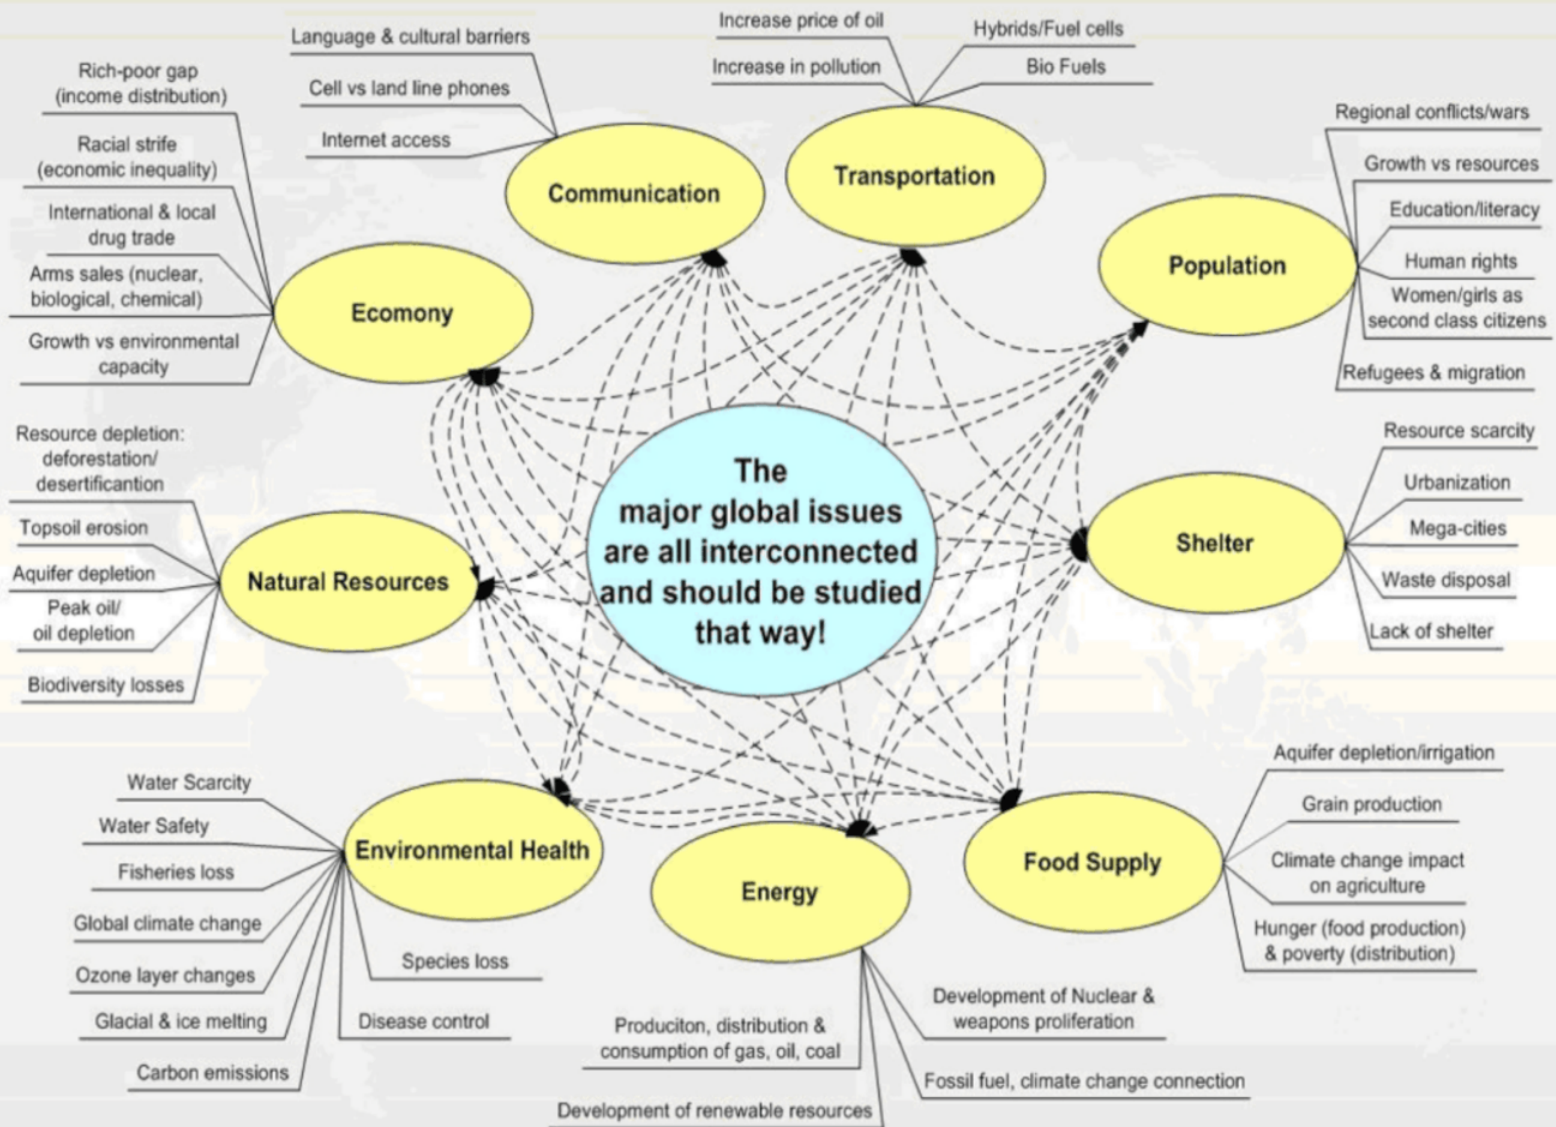 Increase price of oil
Hybrids/Fuel cells
Increase in pollution
Bio Fuels
Transportation
Language & cultural barriers
Cell vs land line phones
Internet access
Communication
Rich-poor gap
(income distribution)
Racial strife
(economic inequality)
International & local
drug trade
Arms sales (nuclear,
biological, chemical)
Growth vs environmental
capacity
Ecomony
Regional conflicts/wars
Growth vs resources
Education/literacy
Human rights
Women/girls as
second class citizens
Refugees & migration
Population
The
major global issues
are all interconnected
and should be studied
that way!
Resource depletion:
deforestation/
desertificantion
Topsoil erosion
Aquifer depletion
Peak oil/
oil depletion
Biodiversity losses
Natural Resources
Resource scarcity
Urbanization
Mega-cities
Waste disposal
Lack of shelter
Shelter
Water Scarcity
Water Safety
Fisheries loss
Global climate change
Ozone layer changes
Glacial & ice melting
Carbon emissions
Species loss
Disease control
Environmental Health
Energy
Produciton, distribution &
consumption of gas, oil, coal
Development of renewable resources
Development of Nuclear &
weapons proliferation
Fossil fuel, climate change connection
Food Supply
Aquifer depletion/irrigation
Grain production
Climate change impact
on agriculture
Hunger (food production)
& poverty (distribution)